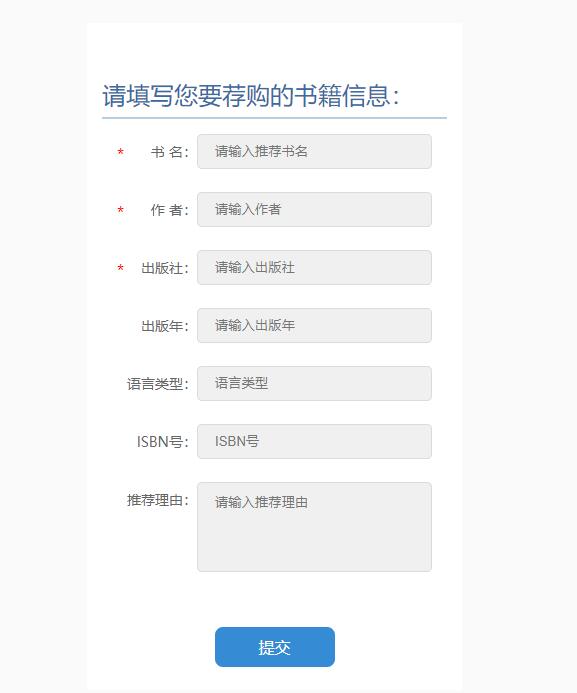 请填写您要荐购的书籍信息：
* 书 名： 请输入推荐书名
* 作 者： 请输入作者
* 出版社： 请输入出版社
出版年： 请输入出版年
语言类型： 语言类型
ISBN号： ISBN号
推荐理由： 请输入推荐理由
提交